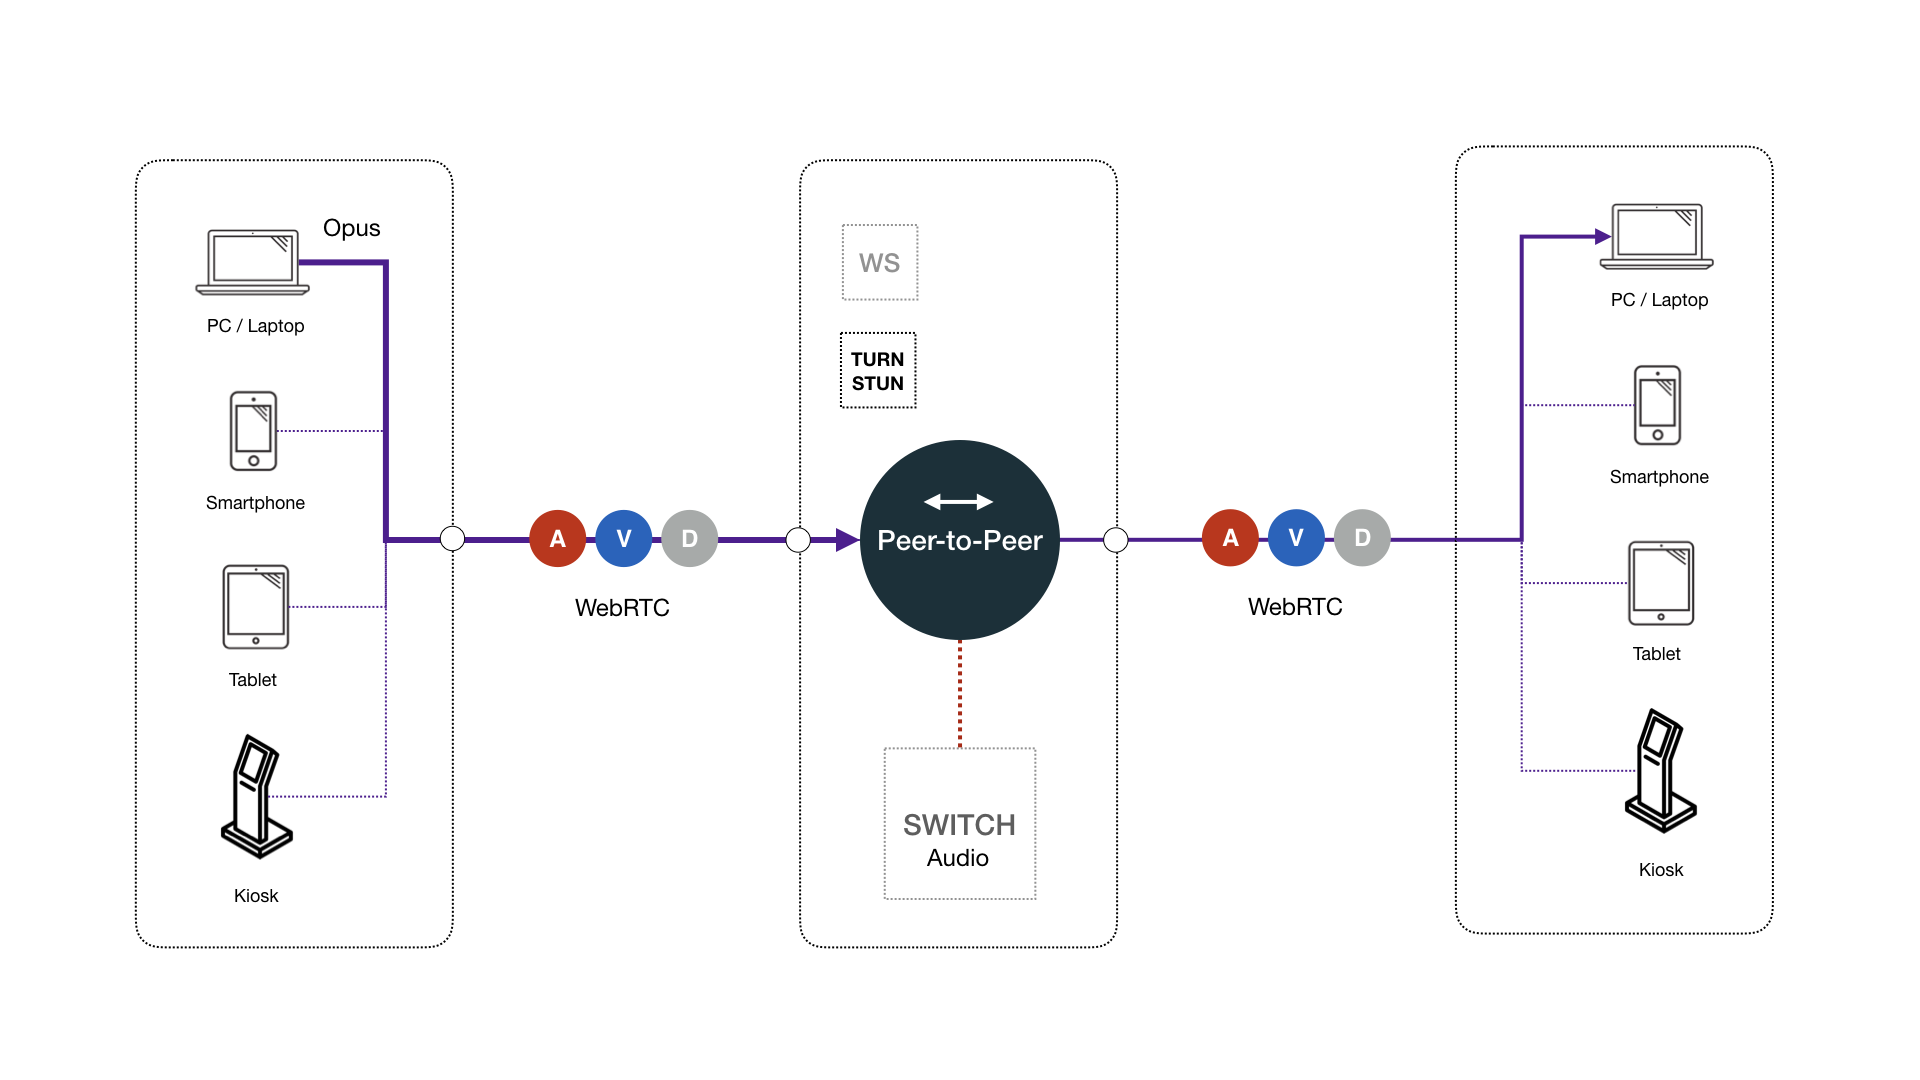 Opus
PC / Laptop
Smartphone
Tablet
Kiosk
A V D
WebRTC
WS
TURN
STUN
Peer-to-Peer
SWITCH
Audio
A V D
WebRTC
PC / Laptop
Smartphone
Tablet
Kiosk